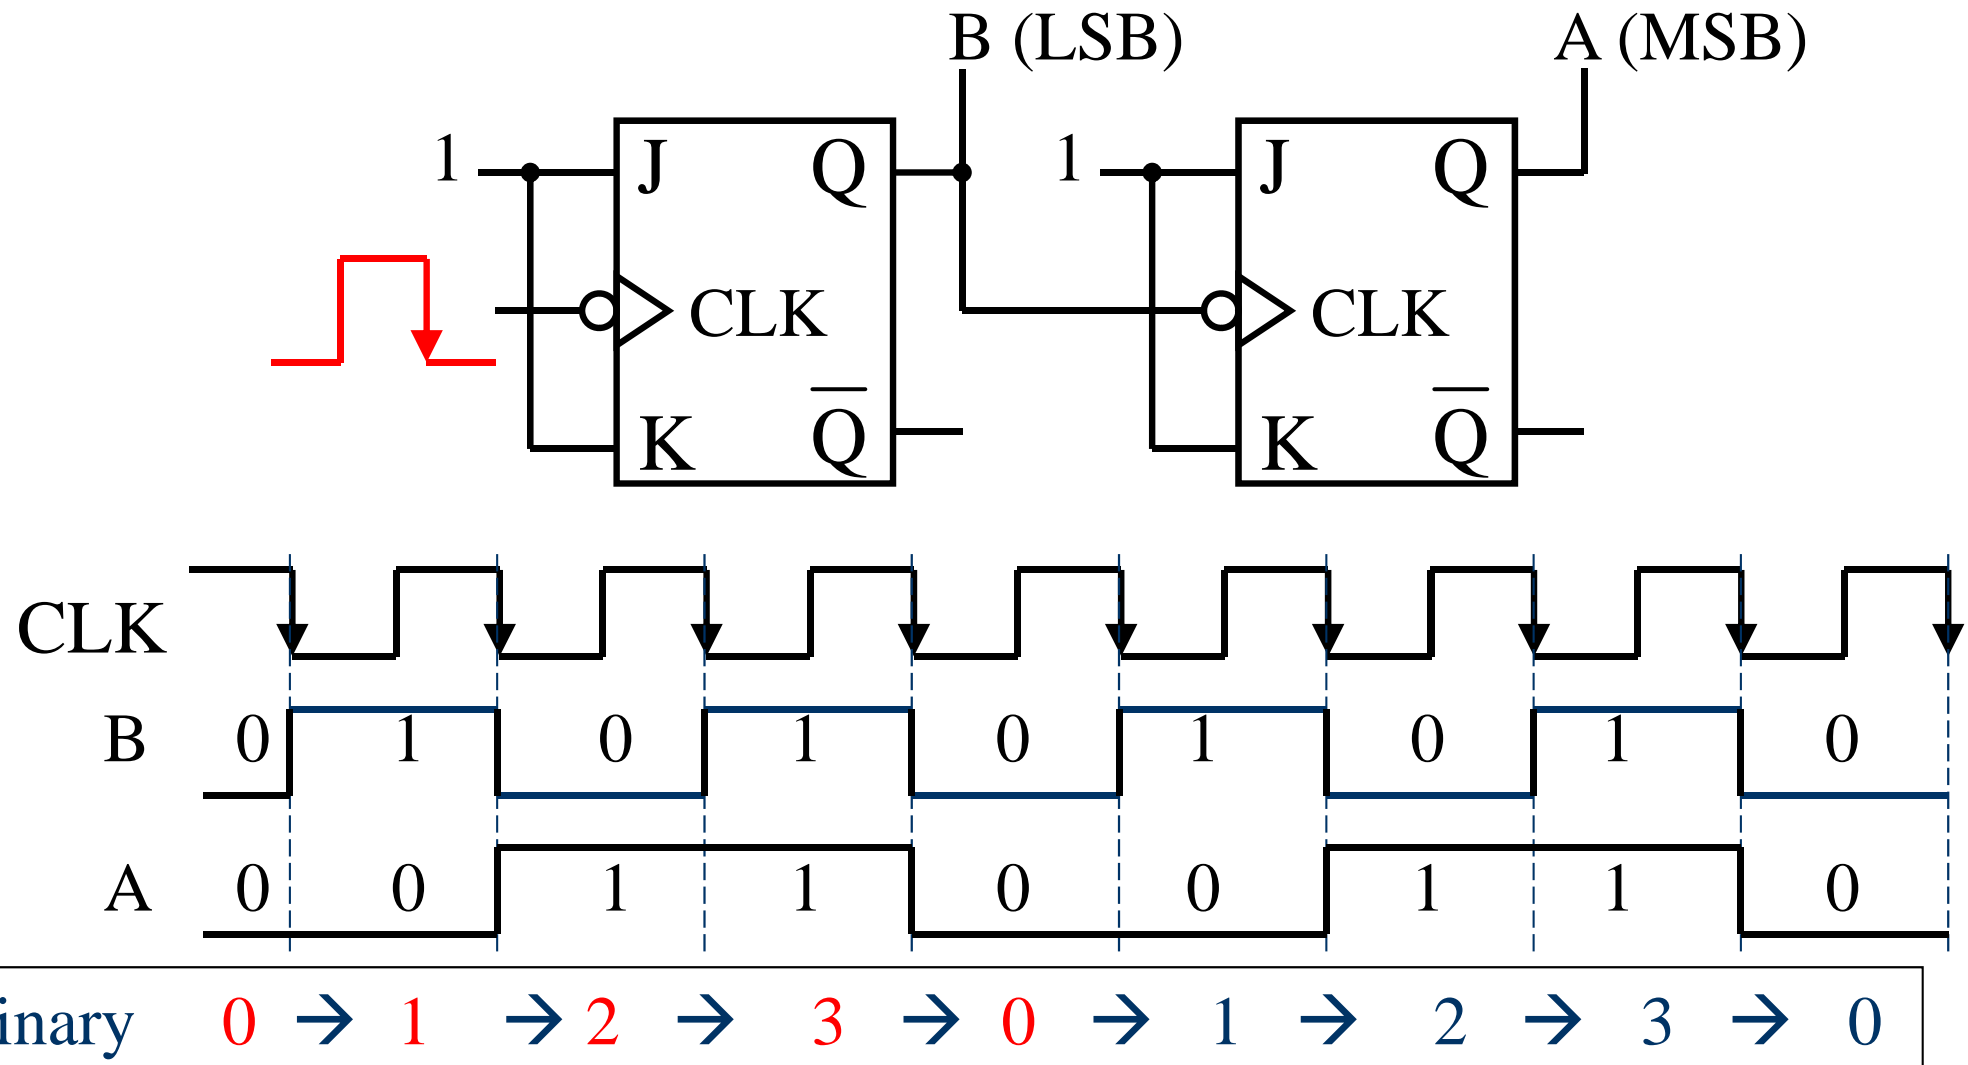 B (LSB) A (MSB)
1 J Q 1 J Q
CLK CLK
K Q K Q
CLK
B 0 1 0 1 0 1 0 1 0
A 0 0 1 1 0 0 1 1 0
inary 0 → 1 → 2 → 3 → 0 → 1 → 2 → 3 → 0